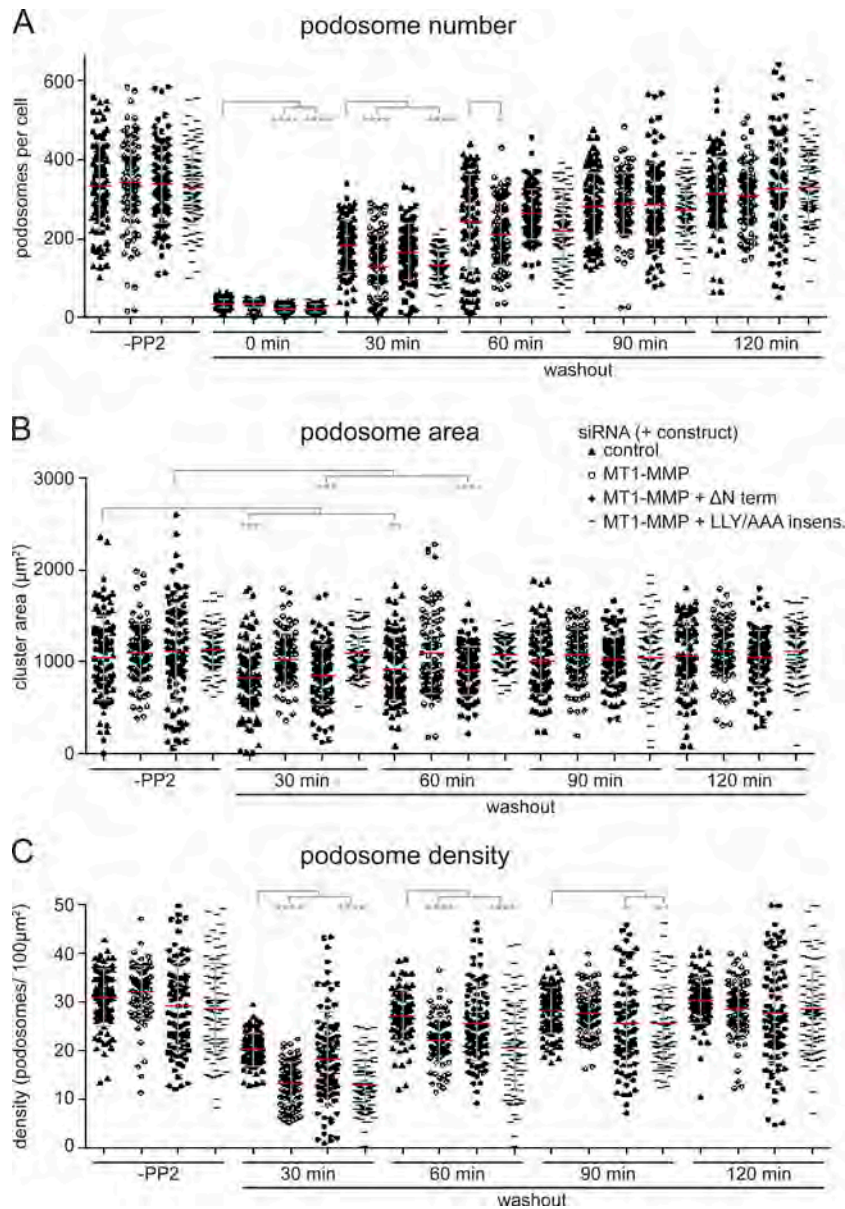 A
podosome number
podosomes per cell
600
400
200
0
-PP2
0 min
30 min
60 min
90 min
120 min
washout
B
podosome area
siRNA (+ construct)
control
MT1-MMP
MT1-MMP + ΔN term
MT1-MMP + LLY/AAA insens.
cluster area (µm²)
3000
2000
1000
0
-PP2
30 min
60 min
90 min
120 min
washout
C
podosome density
density (podosomes/ 100µm²)
50
40
30
20
10
0
-PP2
30 min
60 min
90 min
120 min
washout